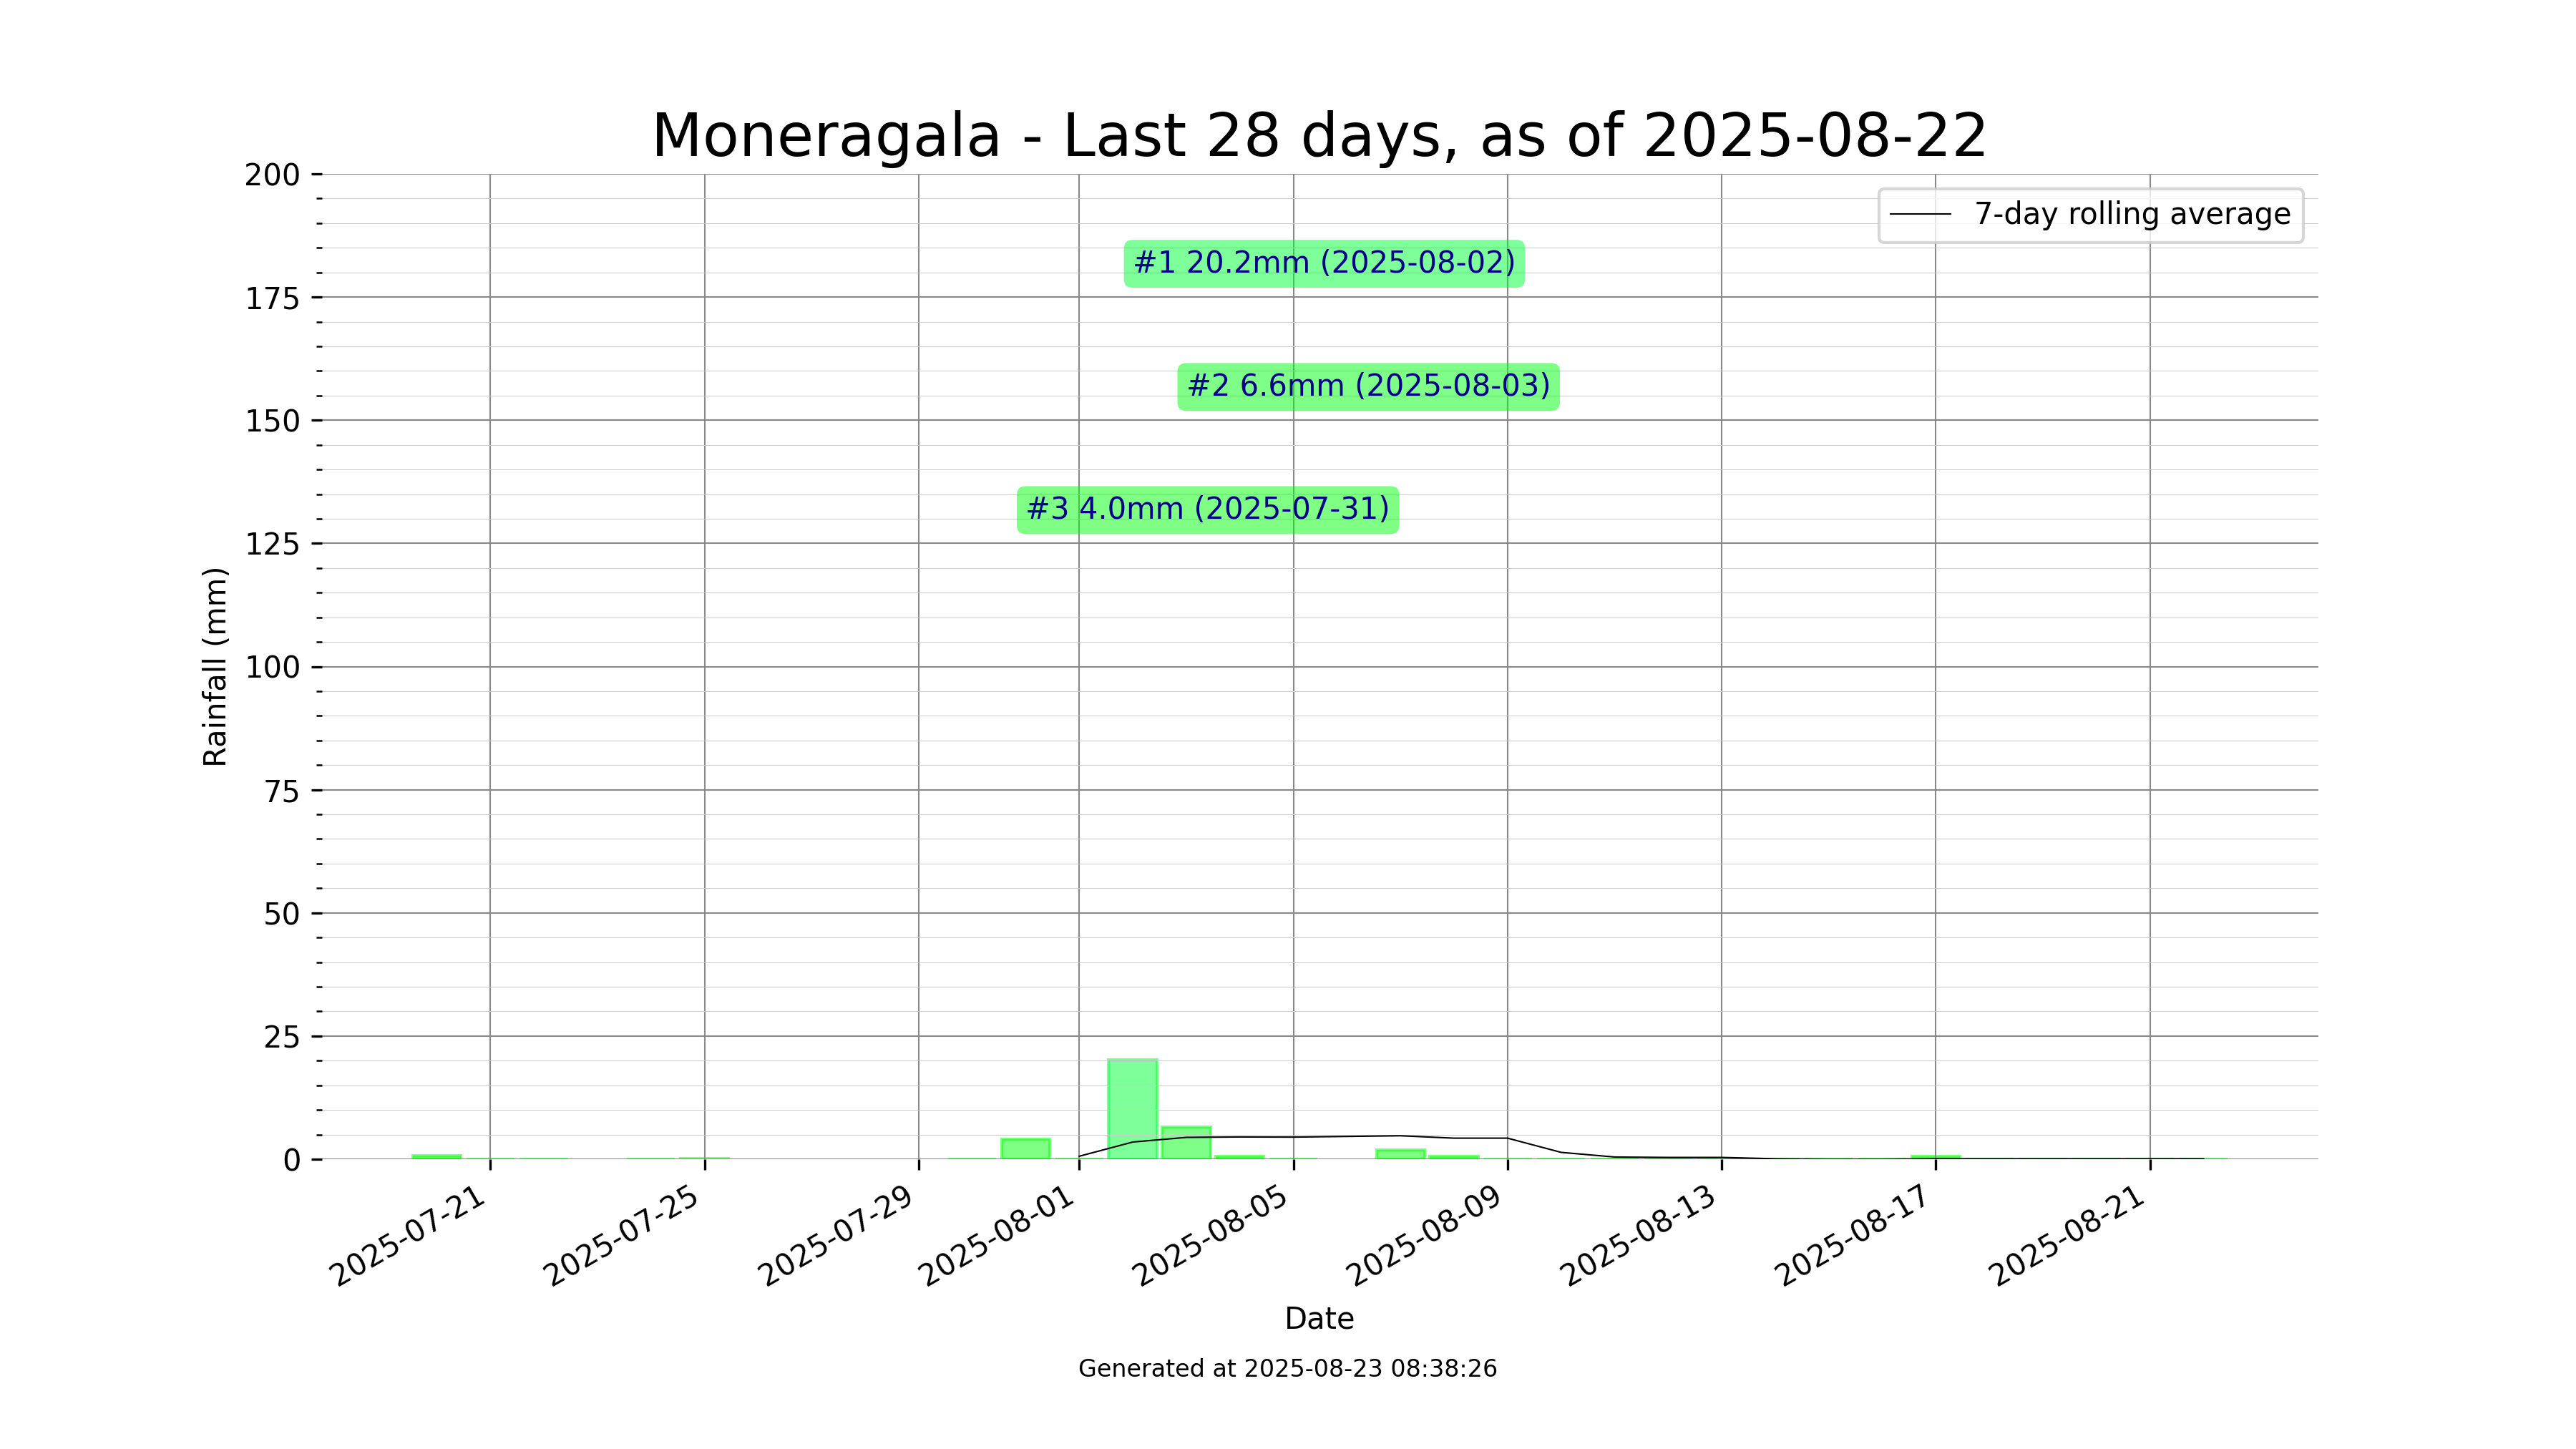 Moneragala - Last 28 days, as of 2025-08-22
200
175
150
125
100
75
50
25
0
Rainfall (mm)
7-day rolling average
#1 20.2mm (2025-08-02)
#2 6.6mm (2025-08-03)
#3 4.0mm (2025-07-31)
2025-07-21
2025-07-25
2025-07-29
2025-08-01
2025-08-05
2025-08-09
2025-08-13
2025-08-17
2025-08-21
Date
Generated at 2025-08-23 08:38:26